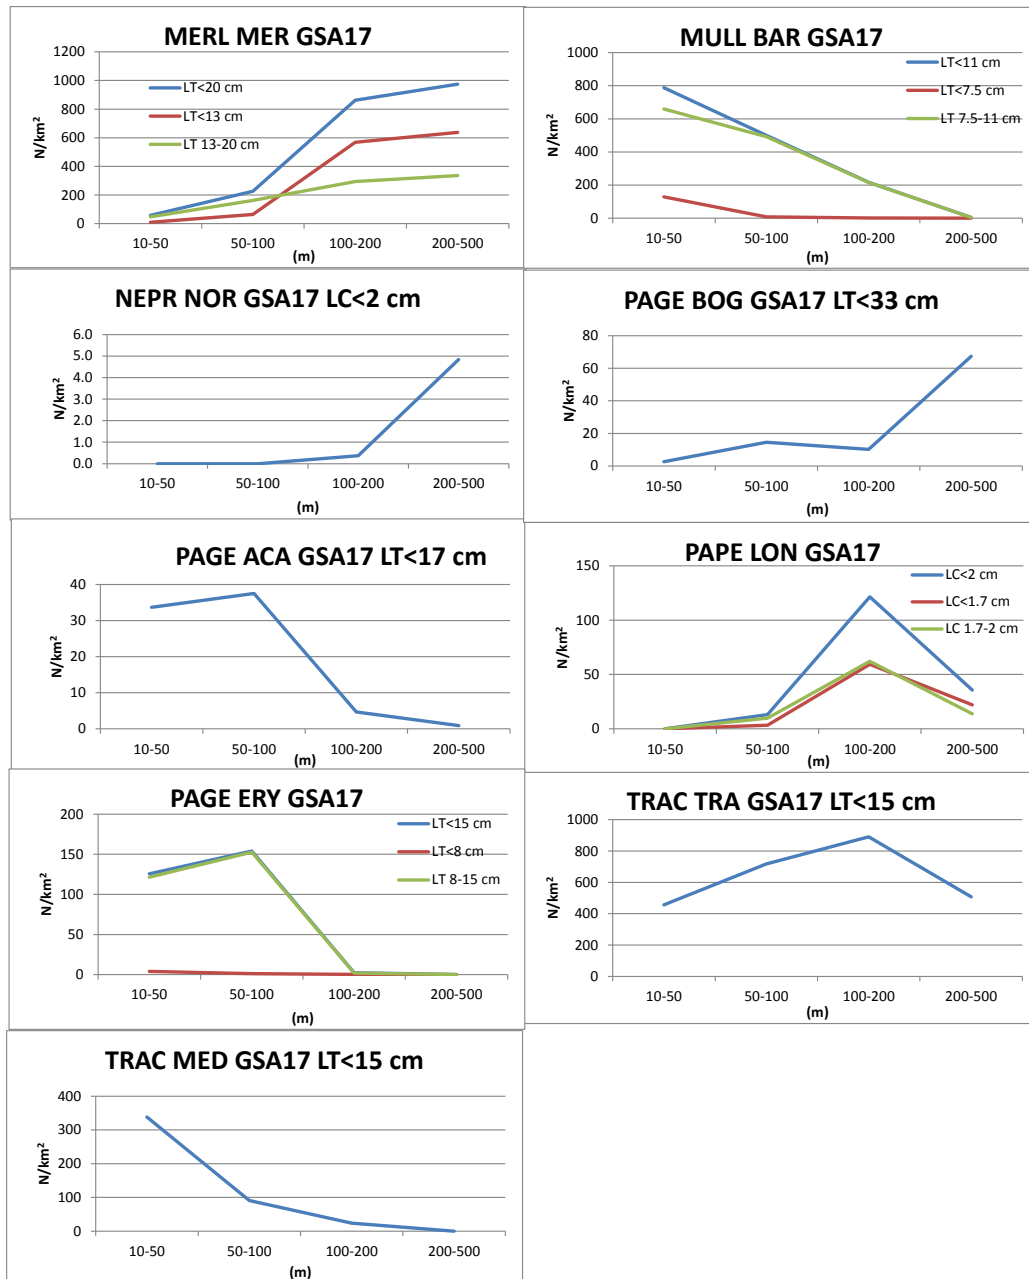 MERL MER GSA17
1200
1000
800
600
400
200
0
N/km²
LT<20 cm
LT<13 cm
LT 13-20 cm
10-50 50-100 100-200 200-500
(m)
MULL BAR GSA17
1000
800
600
400
200
0
N/km²
LT<11 cm
LT<7.5 cm
LT 7.5-11 cm
10-50 50-100 100-200 200-500
(m)
NEPR NOR GSA17 LC<2 cm
6.0
5.0
4.0
3.0
2.0
1.0
0.0
N/km²
10-50 50-100 100-200 200-500
(m)
PAGE BOG GSA17 LT<33 cm
80
60
40
20
0
N/km²
10-50 50-100 100-200 200-500
(m)
PAGE ACA GSA17 LT<17 cm
40
30
20
10
0
N/km²
10-50 50-100 100-200 200-500
(m)
PAPE LON GSA17
150
100
50
0
N/km²
LC<2 cm
LC<1.7 cm
LC 1.7-2 cm
10-50 50-100 100-200 200-500
(m)
PAGE ERY GSA17
200
150
100
50
0
N/km²
LT<15 cm
LT<8 cm
LT 8-15 cm
10-50 50-100 100-200 200-500
(m)
TRAC TRA GSA17 LT<15 cm
1000
800
600
400
200
0
N/km²
10-50 50-100 100-200 200-500
(m)
TRAC MED GSA17 LT<15 cm
400
300
200
100
0
N/km²
10-50 50-100 100-200 200-500
(m)